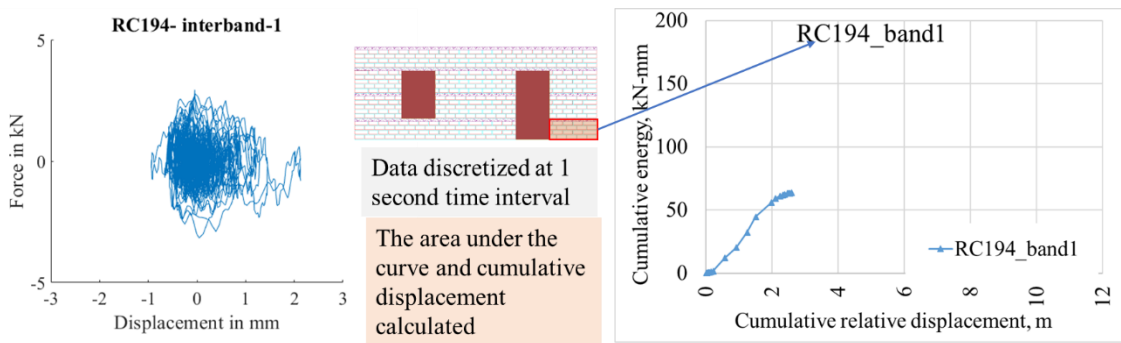 RC194- interband-1
Force in kN
5
0
-5
-3
-2
-1
0
1
2
3
Displacement in mm
Data discretized at 1
second time interval
The area under the
curve and cumulative
displacement
calculated
RC194_band1
Cumulative energy, kN-mm
200
150
100
50
0
0
2
4
6
8
10
12
RC194_band1
Cumulative relative displacement, m